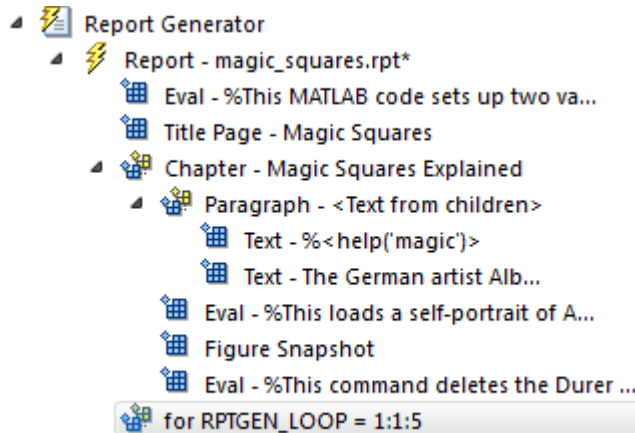 Report Generator
Report - magic_squares.rpt*
Eval - %This MATLAB code sets up two va...
Title Page - Magic Squares
Chapter - Magic Squares Explained
Paragraph - <Text from children>
Text - %<help('magic')>
Text - The German artist Alb...
Eval - %This loads a self-portrait of A...
Figure Snapshot
Eval - %This command deletes the Durer ...
for RPTGEN_LOOP = 1:1:5